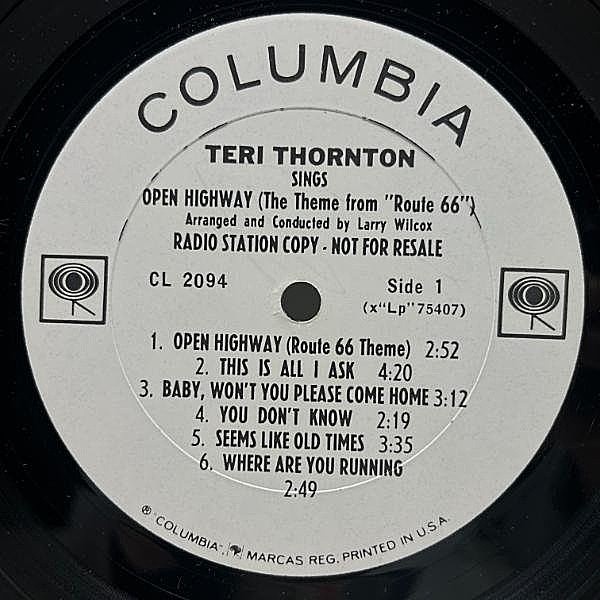 COLUMBIA
TERI THORNTON
SINGS
OPEN HIGHWAY (The Theme from "Route 66")
Arranged and Conducted by Larry Wilcox
RADIO STATION COPY - NOT FOR RESALE
CL 2094
Side 1
(x"Lp"75407)
1. OPEN HIGHWAY (Route 66 Theme) 2:52
2. THIS IS ALL I ASK 4:20
3. BABY, WON'T YOU PLEASE COME HOME 3:12
4. YOU DON'T KNOW 2:19
5. SEEMS LIKE OLD TIMES 3:35
6. WHERE ARE YOU RUNNING
2:49
® "COLUMBIA", MARCAS REG. PRINTED IN U.S.A.